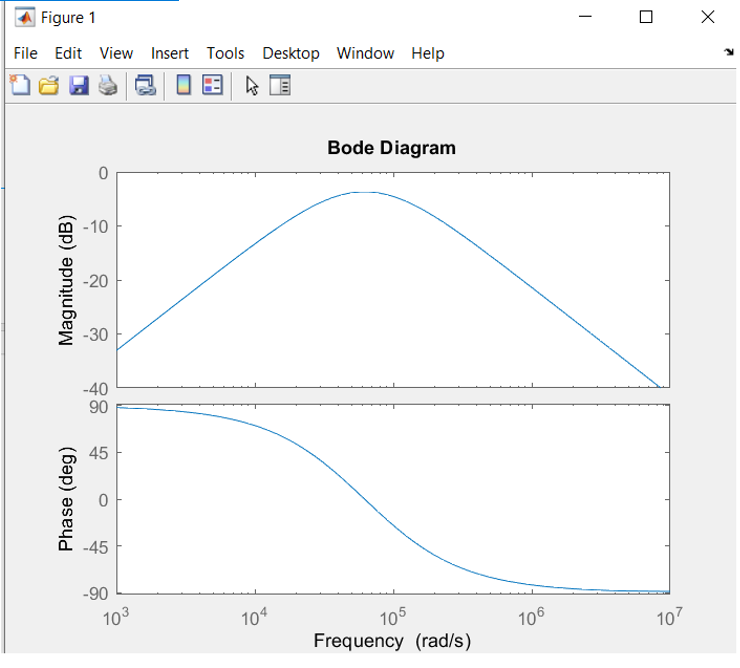 Figure 1
File Edit View Insert Tools Desktop Window Help
Bode Diagram
Magnitude (dB)
0
-10
-20
-30
-40
Phase (deg)
90
45
0
-45
-90
10^3 10^4 10^5 10^6 10^7
Frequency (rad/s)